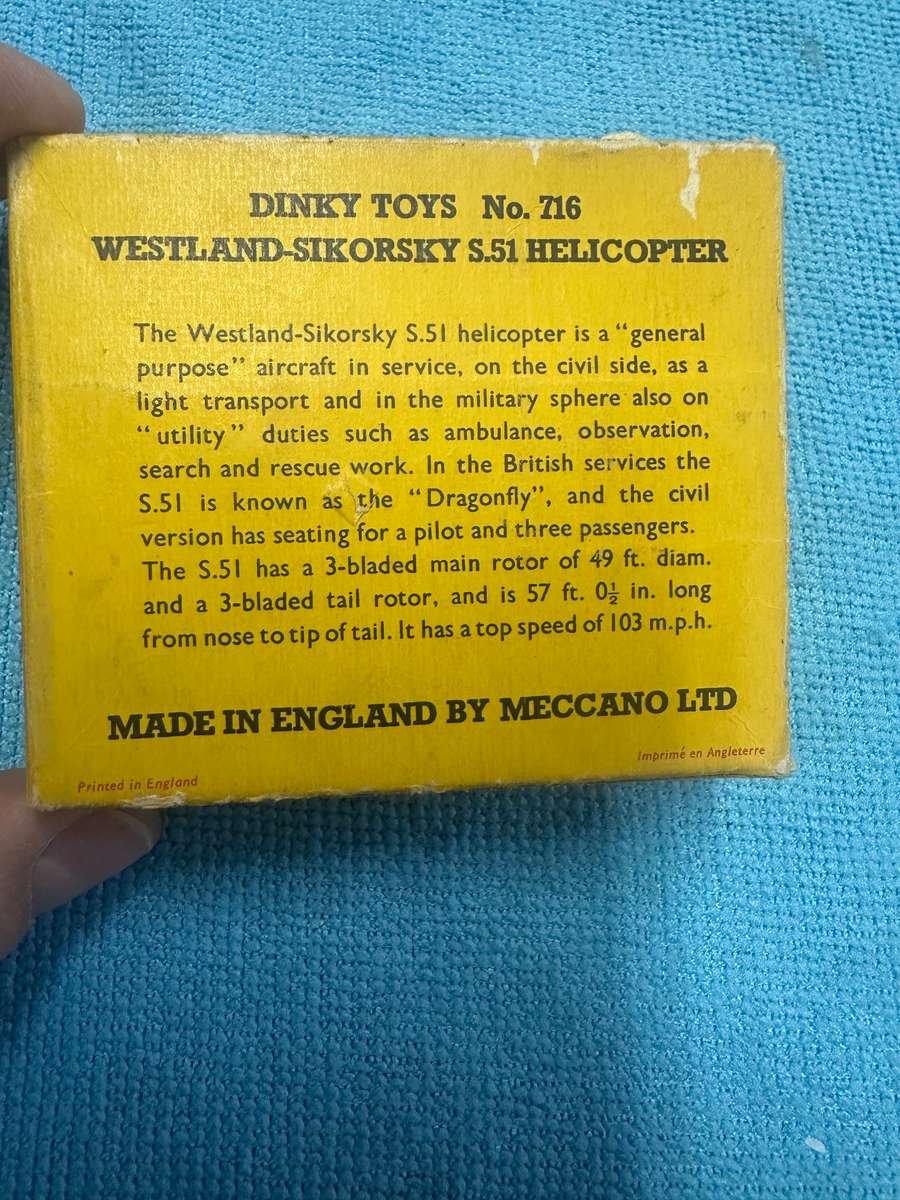 DINKY TOYS No. 716
WESTLAND-SIKORSKY S.51 HELICOPTER
The Westland-Sikorsky S.51 helicopter is a “general
purpose” aircraft in service, on the civil side, as a
light transport and in the military sphere also on
“utility” duties such as ambulance, observation,
search and rescue work. In the British services the
S.51 is known as the “Dragonfly”, and the civil
version has seating for a pilot and three passengers.
The S.51 has a 3-bladed main rotor of 49 ft. diam.
and a 3-bladed tail rotor, and is 57 ft. 0½ in. long
from nose to tip of tail. It has a top speed of 103 m.p.h.
MADE IN ENGLAND BY MECCANO LTD
Printed in England
Imprimé en Angleterre